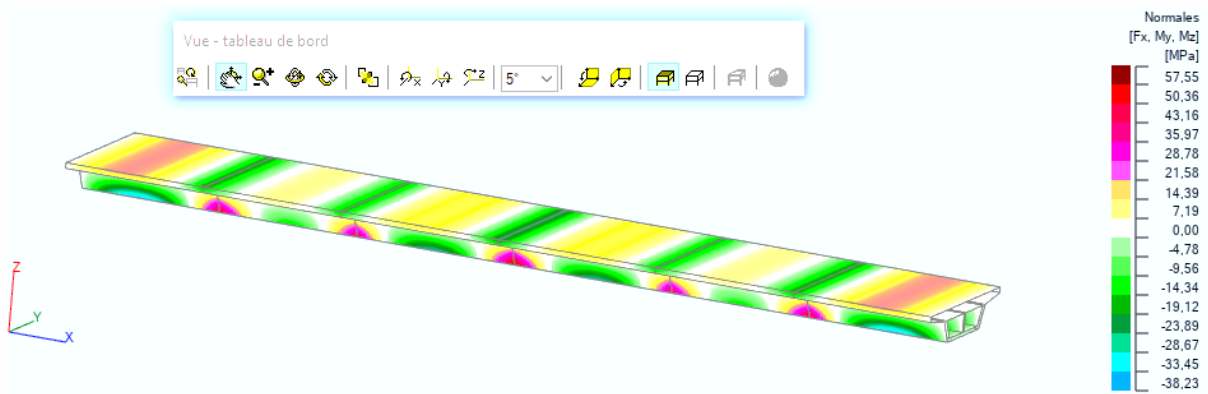 Vue - tableau de bord
x
z
5°
Normales
[Fx, My, Mz]
[MPa]
57,55
50,36
43,16
35,97
28,78
21,58
14,39
7,19
0,00
-4,78
-9,56
-14,34
-19,12
-23,89
-28,67
-33,45
-38,23
Z
Y
X